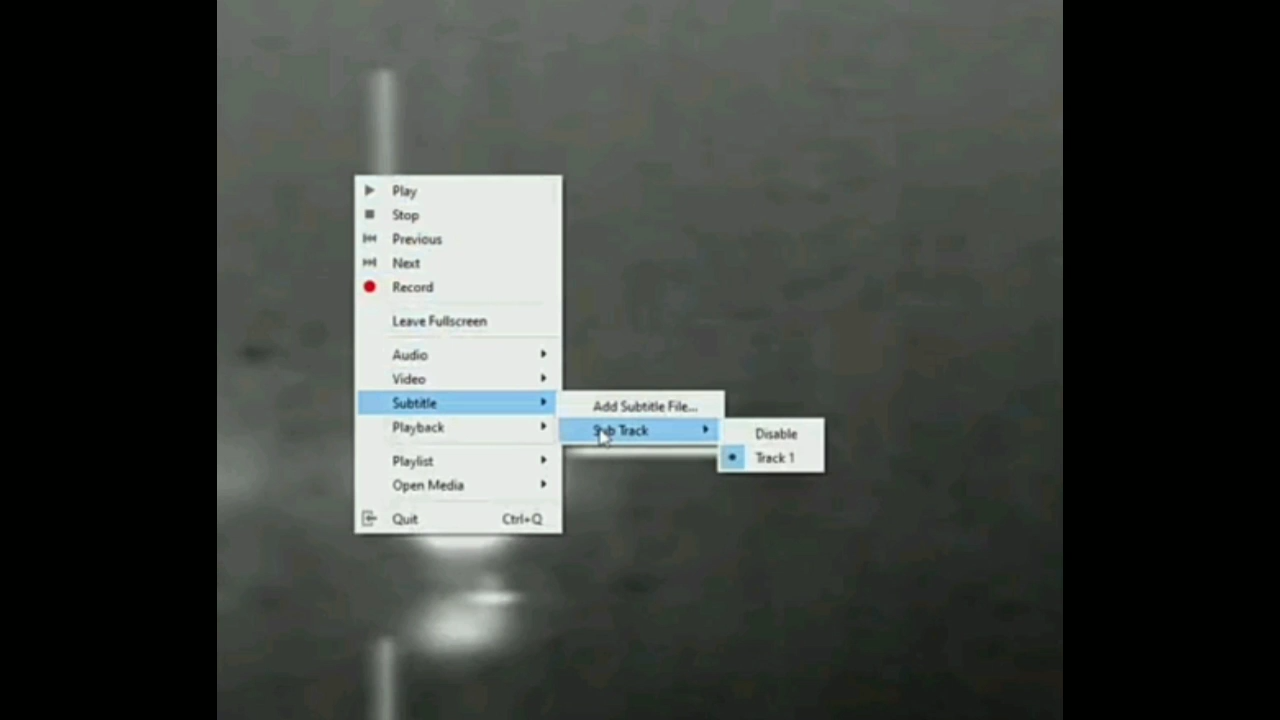 Play
Stop
Previous
Next
Record
Leave Fullscreen
Audio
Video
Subtitle
Playback
Playlist
Open Media
Quit Ctrl+Q
Add Subtitle File...
Sub Track
Disable
Track 1